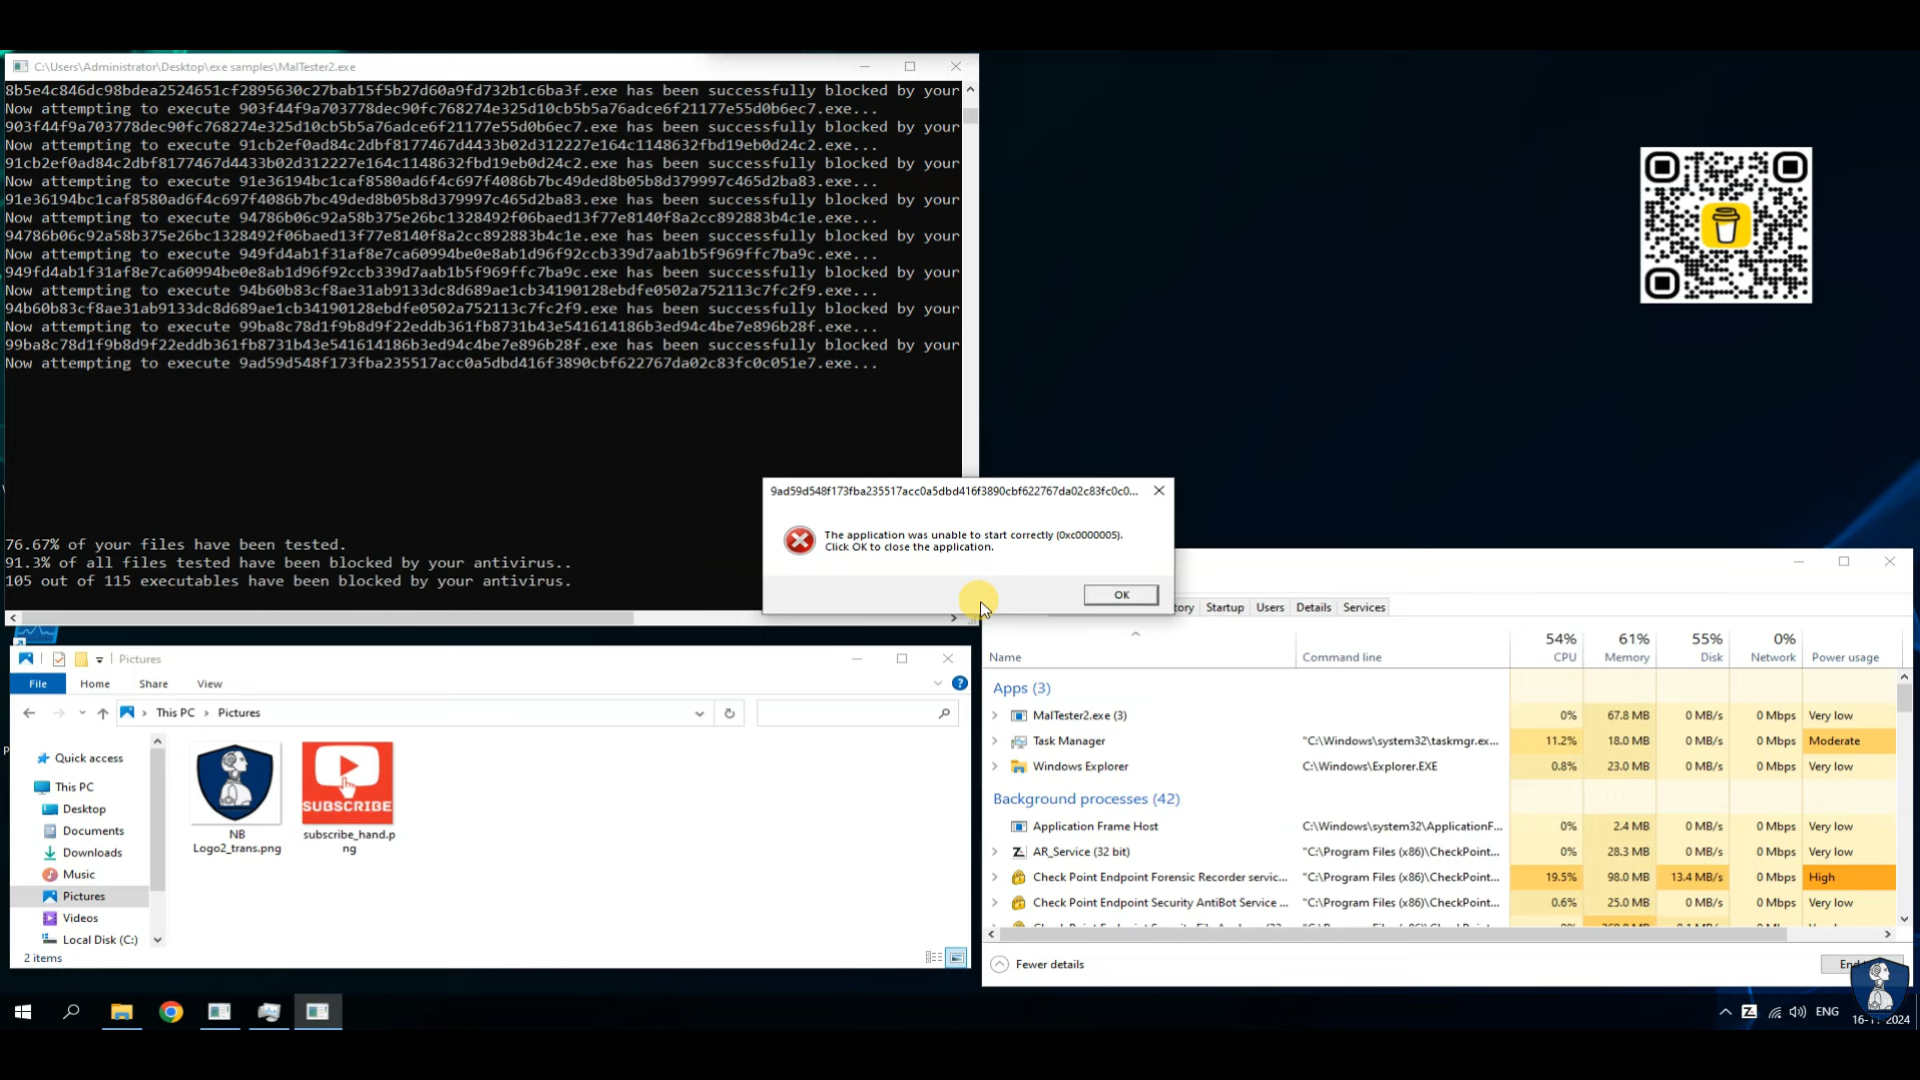 C:\Users\Administrator\Desktop\exe samples\MalTester2.exe
8b5e4c846dc98bdea2524651cf2895630c27bab15f5b27d60a9fd732b1c6ba3f.exe has been successfully blocked by your
Now attempting to execute 903f44f9a703778dec90fc768274e325d10cb5b5a76adce6f21177e55d0b6ec7.exe...
903f44f9a703778dec90fc768274e325d10cb5b5a76adce6f21177e55d0b6ec7.exe has been successfully blocked by your
Now attempting to execute 91cb2ef0ad84c2dbf8177467d4433b02d312227e164c1148632fbd19eb0d24c2.exe...
91cb2ef0ad84c2dbf8177467d4433b02d312227e164c1148632fbd19eb0d24c2.exe has been successfully blocked by your
Now attempting to execute 91e36194bc1caf8580ad6f4c697f4086b7bc49ded8b05b8d379997c465d2ba83.exe...
91e36194bc1caf8580ad6f4c697f4086b7bc49ded8b05b8d379997c465d2ba83.exe has been successfully blocked by your
Now attempting to execute 94786b06c92a58b375e26bc1328492f06baed13f77e8140f8a2cc892883b4c1e.exe...
94786b06c92a58b375e26bc1328492f06baed13f77e8140f8a2cc892883b4c1e.exe has been successfully blocked by your
Now attempting to execute 949fd4ab1f31af8e7ca60994be0e8ab1d96f92ccb339d7aab1b5f969ffc7ba9c.exe...
949fd4ab1f31af8e7ca60994be0e8ab1d96f92ccb339d7aab1b5f969ffc7ba9c.exe has been successfully blocked by your
Now attempting to execute 94b60b83cf8ae31ab9133dc8d689ae1cb34190128ebdfe0502a752113c7fc2f9.exe...
94b60b83cf8ae31ab9133dc8d689ae1cb34190128ebdfe0502a752113c7fc2f9.exe has been successfully blocked by your
Now attempting to execute 99ba8c78d1f9b8d9f22eddb361fb8731b43e541614186b3ed94c4be7e896b28f.exe...
99ba8c78d1f9b8d9f22eddb361fb8731b43e541614186b3ed94c4be7e896b28f.exe has been successfully blocked by your
Now attempting to execute 9ad59d548f173fba235517acc0a5dbd416f3890cbf622767da02c83fc0c051e7.exe...
76.67% of your files have been tested.
91.3% of all files tested have been blocked by your antivirus..
105 out of 115 executables have been blocked by your antivirus.
9ad59d548f173fba235517acc0a5dbd416f3890cbf622767da02c83fc0c0...
The application was unable to start correctly (0xc0000005).
Click OK to close the application.
OK
Pictures
File Home Share View
This PC Pictures
Quick access
This PC
Desktop
Documents
Downloads
Music
Pictures
Videos
Local Disk (C:)
NB
Logo2_trans.png
SUBSCRIBE
subscribe_hand.p
ng
2 items
Startup Users Details Services
54% 61% 55% 0%
Name Command line CPU Memory Disk Network Power usage
Apps (3)
MalTester2.exe (3) 0% 67.8 MB 0 MB/s 0 Mbps Very low
Task Manager "C:\Windows\system32\taskmgr.ex... 11.2% 18.0 MB 0 MB/s 0 Mbps Moderate
Windows Explorer C:\Windows\Explorer.EXE 0.8% 23.0 MB 0 MB/s 0 Mbps Very low
Background processes (42)
Application Frame Host C:\Windows\system32\ApplicationF... 0% 2.4 MB 0 MB/s 0 Mbps Very low
AR_Service (32 bit) "C:\Program Files (x86)\CheckPoint... 0% 28.3 MB 0 MB/s 0 Mbps Very low
Check Point Endpoint Forensic Recorder servic... "C:\Program Files (x86)\CheckPoint... 19.5% 98.0 MB 13.4 MB/s 0 Mbps High
Check Point Endpoint Security AntiBot Service ... "C:\Program Files (x86)\CheckPoint... 0.6% 25.0 MB 0 MB/s 0 Mbps Very low
Fewer details
ENG